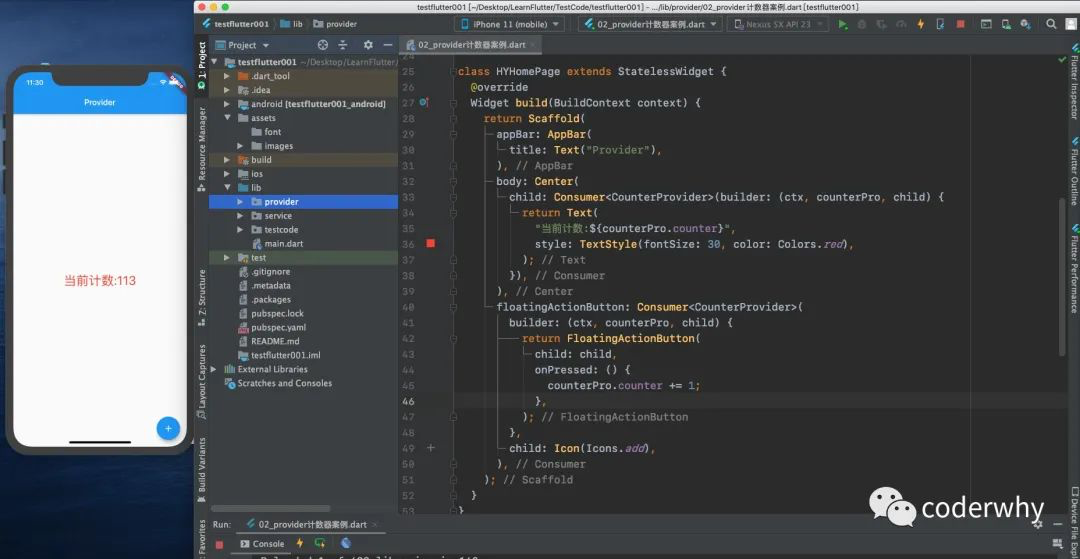 testflutter001 [~/Desktop/LearnFlutter/TestCode/testflutter001] - .../lib/provider/02_provider计数器案例.dart [testflutter001]
testflutter001 lib provider
iPhone 11 (mobile)
02_provider计数器案例.dart
Nexus 5X API 23
Project
02_provider计数器案例.dart
11:30
Provider
当前计数:113
+
1: Project
Resource Manager
Z: Structure
Layout Captures
Build Variants
Favorites
testflutter001 ~/Desktop/LearnFlutter/
.dart_tool
.idea
android [testflutter001_android]
assets
font
images
build
ios
lib
provider
service
testcode
main.dart
test
.gitignore
.metadata
.packages
pubspec.lock
pubspec.yaml
README.md
testflutter001.iml
External Libraries
Scratches and Consoles
24
25 class HYHomePage extends StatelessWidget {
26 @override
27 Widget build(BuildContext context) {
28 return Scaffold(
29 appBar: AppBar(
30 title: Text("Provider"),
31 ), // AppBar
32 body: Center(
33 child: Consumer<CounterProvider>(builder: (ctx, counterPro, child) {
34 return Text(
35 "当前计数:${counterPro.counter}",
36 style: TextStyle(fontSize: 30, color: Colors.red),
37 ); // Text
38 }), // Consumer
39 ), // Center
40 floatingActionButton: Consumer<CounterProvider>(
41 builder: (ctx, counterPro, child) {
42 return FloatingActionButton(
43 child: child,
44 onPressed: () {
45 counterPro.counter += 1;
46 },
47 ); // FloatingActionButton
48 },
49 child: Icon(Icons.add),
50 ), // Consumer
51 ); // Scaffold
52 }
53 }
Flutter Inspector
Flutter Outline
Flutter Performance
Device File Exp
coderwhy
Run: 02_provider计数器案例.dart
Console